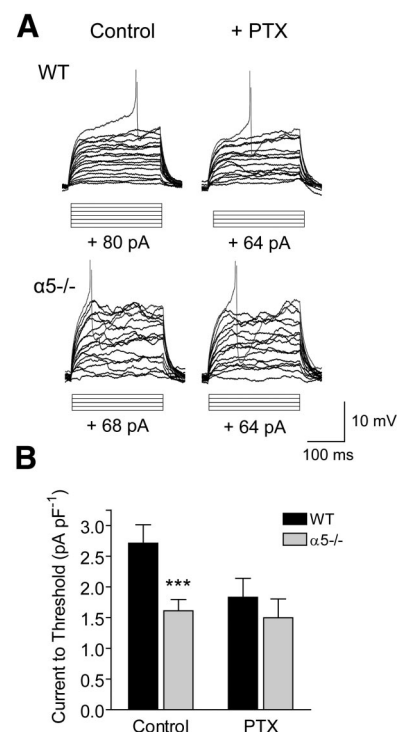 A
Control
+ PTX
WT
+ 80 pA
+ 64 pA
α5-/-
+ 68 pA
+ 64 pA
10 mV
100 ms
B
Current to Threshold (pA pF⁻¹)
3.0
2.5
2.0
1.5
1.0
0.5
0.0
***
WT
α5-/-
Control
PTX